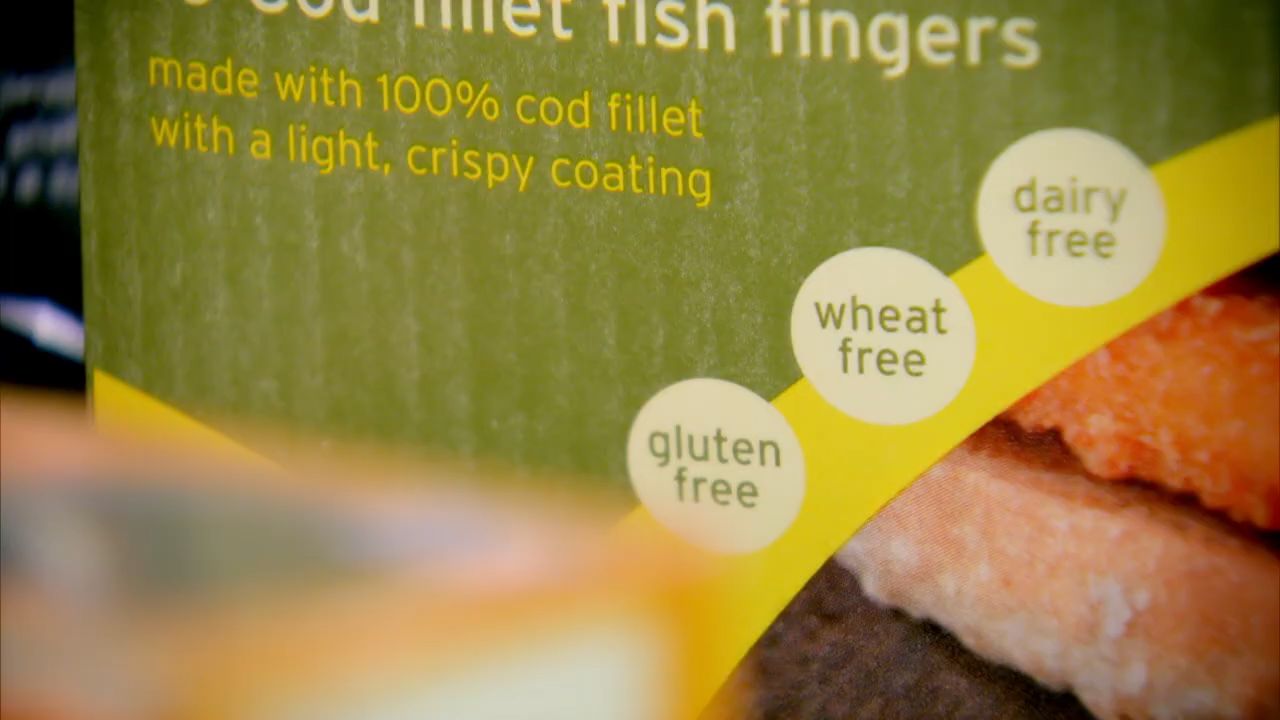 cod fillet fish fingers
made with 100% cod fillet
with a light, crispy coating
dairy
free
wheat
free
gluten
free